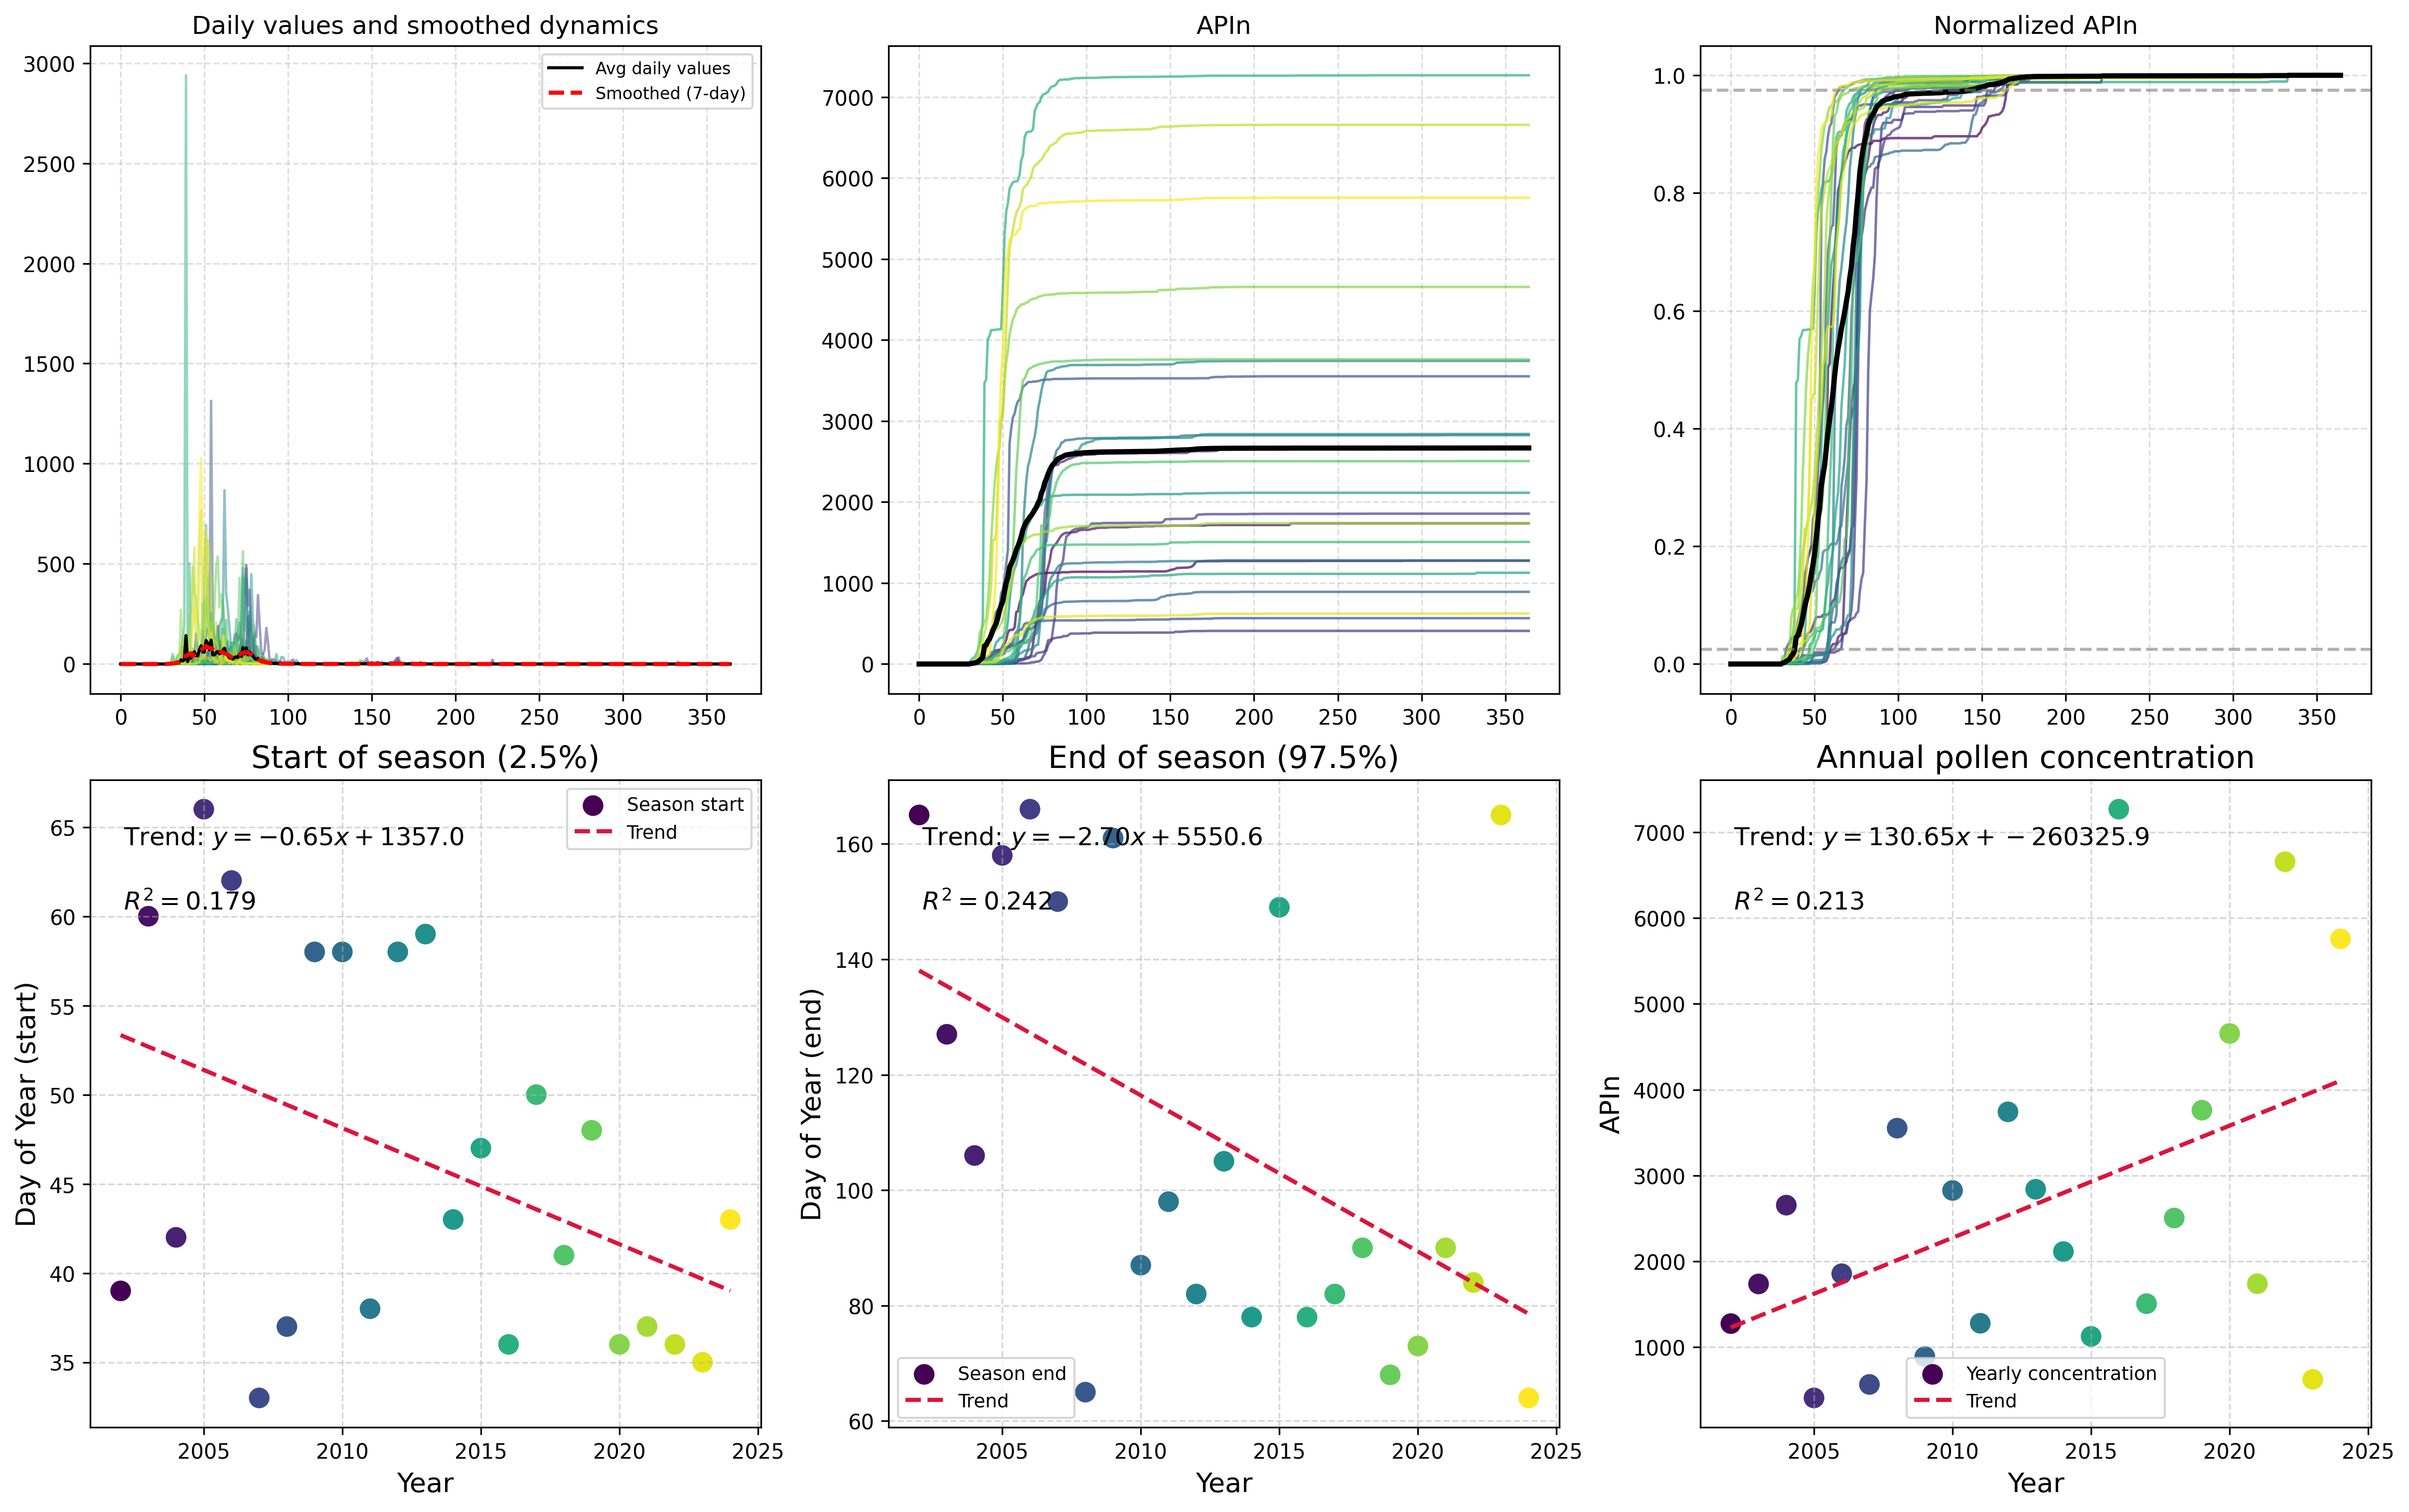 Daily values and smoothed dynamics
3000
2500
2000
1500
1000
500
0
0 50 100 150 200 250 300 350
Avg daily values
Smoothed (7-day)
APIn
7000
6000
5000
4000
3000
2000
1000
0
0 50 100 150 200 250 300 350
Normalized APIn
1.0
0.8
0.6
0.4
0.2
0.0
0 50 100 150 200 250 300 350
Start of season (2.5%)
Day of Year (start)
65
60
55
50
45
40
35
2005 2010 2015 2020 2025
Year
Trend: y = −0.65x + 1357.0
R² = 0.179
Season start
Trend
End of season (97.5%)
Day of Year (end)
160
140
120
100
80
60
2005 2010 2015 2020 2025
Year
Trend: y = −2.70x + 5550.6
R² = 0.242
Season end
Trend
Annual pollen concentration
APIn
7000
6000
5000
4000
3000
2000
1000
2005 2010 2015 2020 2025
Year
Trend: y = 130.65x + − 260325.9
R² = 0.213
Yearly concentration
Trend